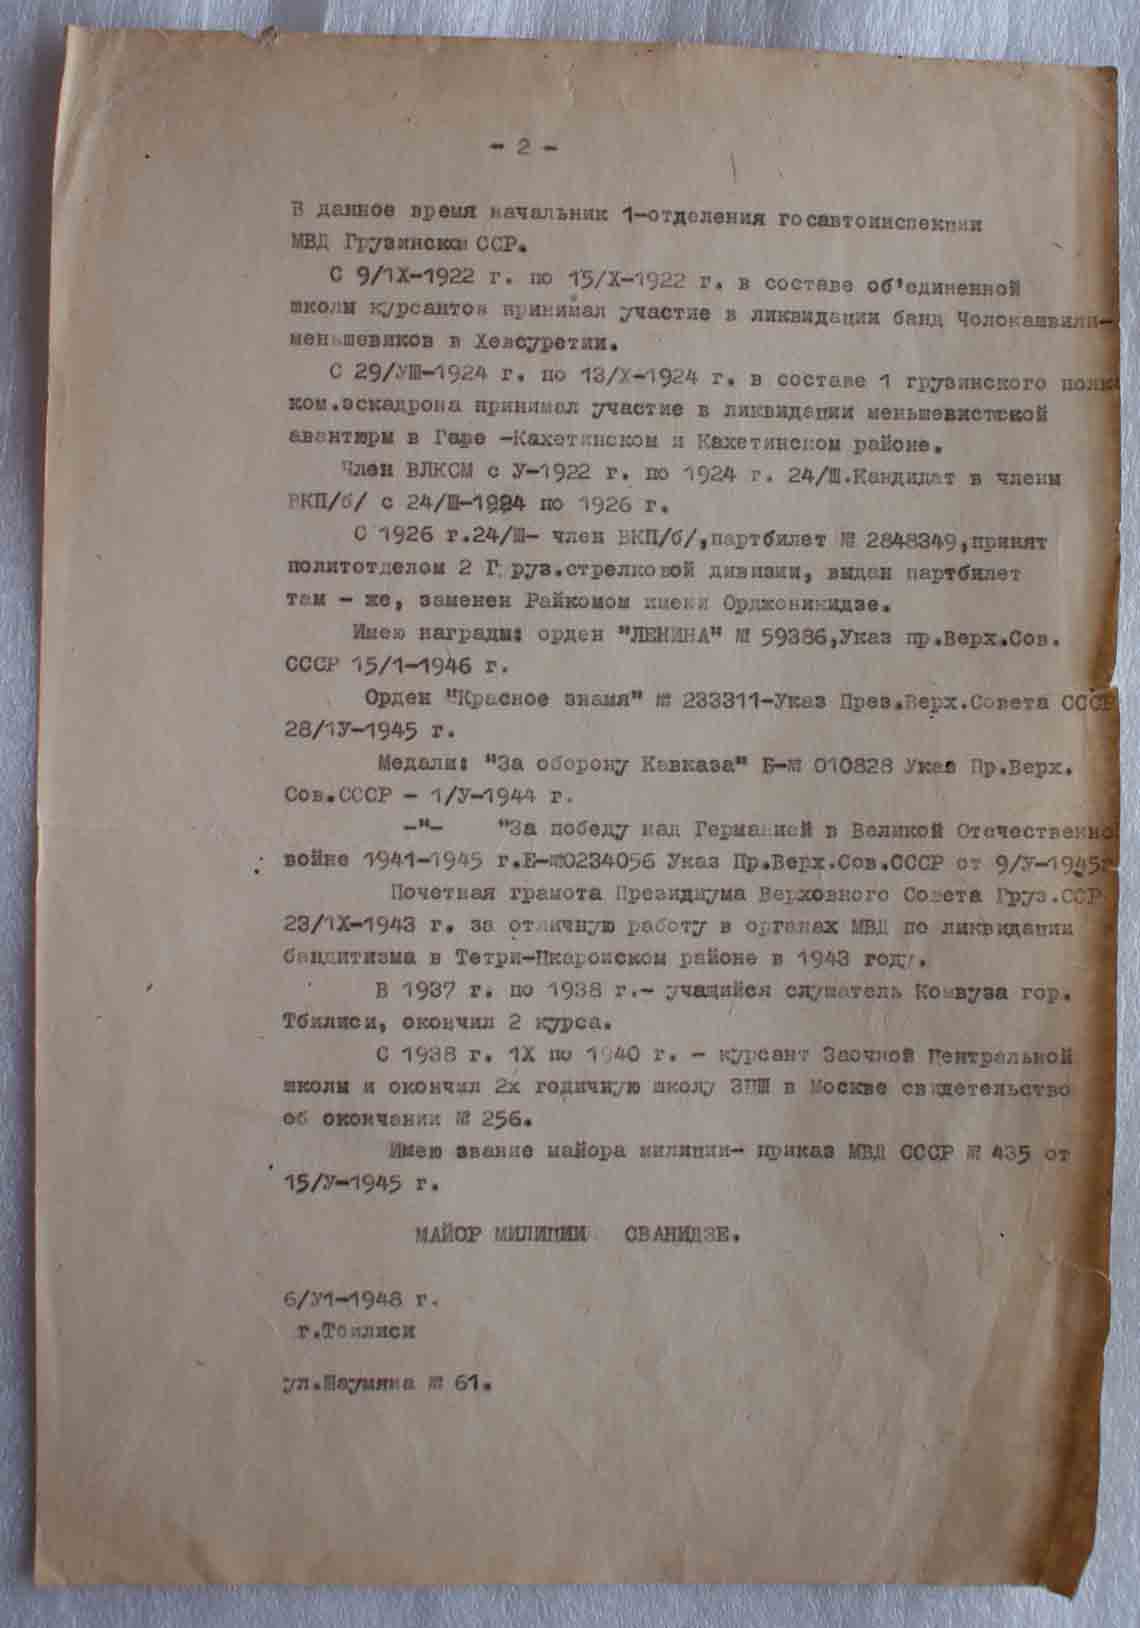 - 2 -
В данное время начальник 1-отделения госавтоинспекции
МВД Грузинской ССР.
С 9/1Х-1922 г. по 15/Х-1922 г. в составе об'единенной
школы курсантов принимал участие в ликвидации банд Чолокашвили-
меньшевиков в Хевсуретии.
С 29/УШ-1924 г. по 13/Х-1924 г. в составе 1 грузинского полка
ком.эскадрона принимал участие в ликвидации меньшевистской
авантюры в Гаре -Кахетинском и Кахетинском районе.
Член ВЛКСМ с У-1922 г. по 1924 г. 24/Ш.Кандидат в члены
ВКП/б/ с 24/Ш-1924 по 1926 г.
С 1926 г.24/Ш- член ВКП/б/,партбилет № 2848349,принят
политотделом 2 Груз.стрелковой дивизии, выдан партбилет
там - же, заменен Райкомом имени Орджоникидзе.
Имею награды: орден "ЛЕНИНА" № 59386,Указ пр.Верх.Сов.
СССР 15/1-1946 г.
Орден "Красное знамя" № 233311-Указ През.Верх.Совета СССР
28/1У-1945 г.
Медали: "За оборону Кавказа" Б-№ 010828 Указ Пр.Верх.
Сов.СССР - 1/У-1944 г.
-"- "За победу над Германией в Великой Отечественно
войне 1941-1945 г.Е-№0234056 Указ Пр.Верх.Сов.СССР от 9/У-1945г
Почетная грамота Президиума Верховного Совета Груз.ССР
23/1Х-1943 г. за отличную работу в органах МВД по ликвидации
бандитизма в Тетри-Цкаройском районе в 1943 году.
В 1937 г. по 1938 г.- учащийся слушатель Комвуза гор.
Тбилиси, окончил 2 курса.
С 1938 г. 1Х по 1940 г. - курсант Заочной Центральной
школы и окончил 2х годичную школу ЗЦШ в Москве свидетельство
об окончании № 256.
Имею звание майора милиции- приказ МВД СССР № 435 от
15/У-1945 г.
МАЙОР МИЛИЦИИ СВАНИДЗЕ.
6/У1-1948 г.
г.Тбилиси
ул.Шаумяна № 61.